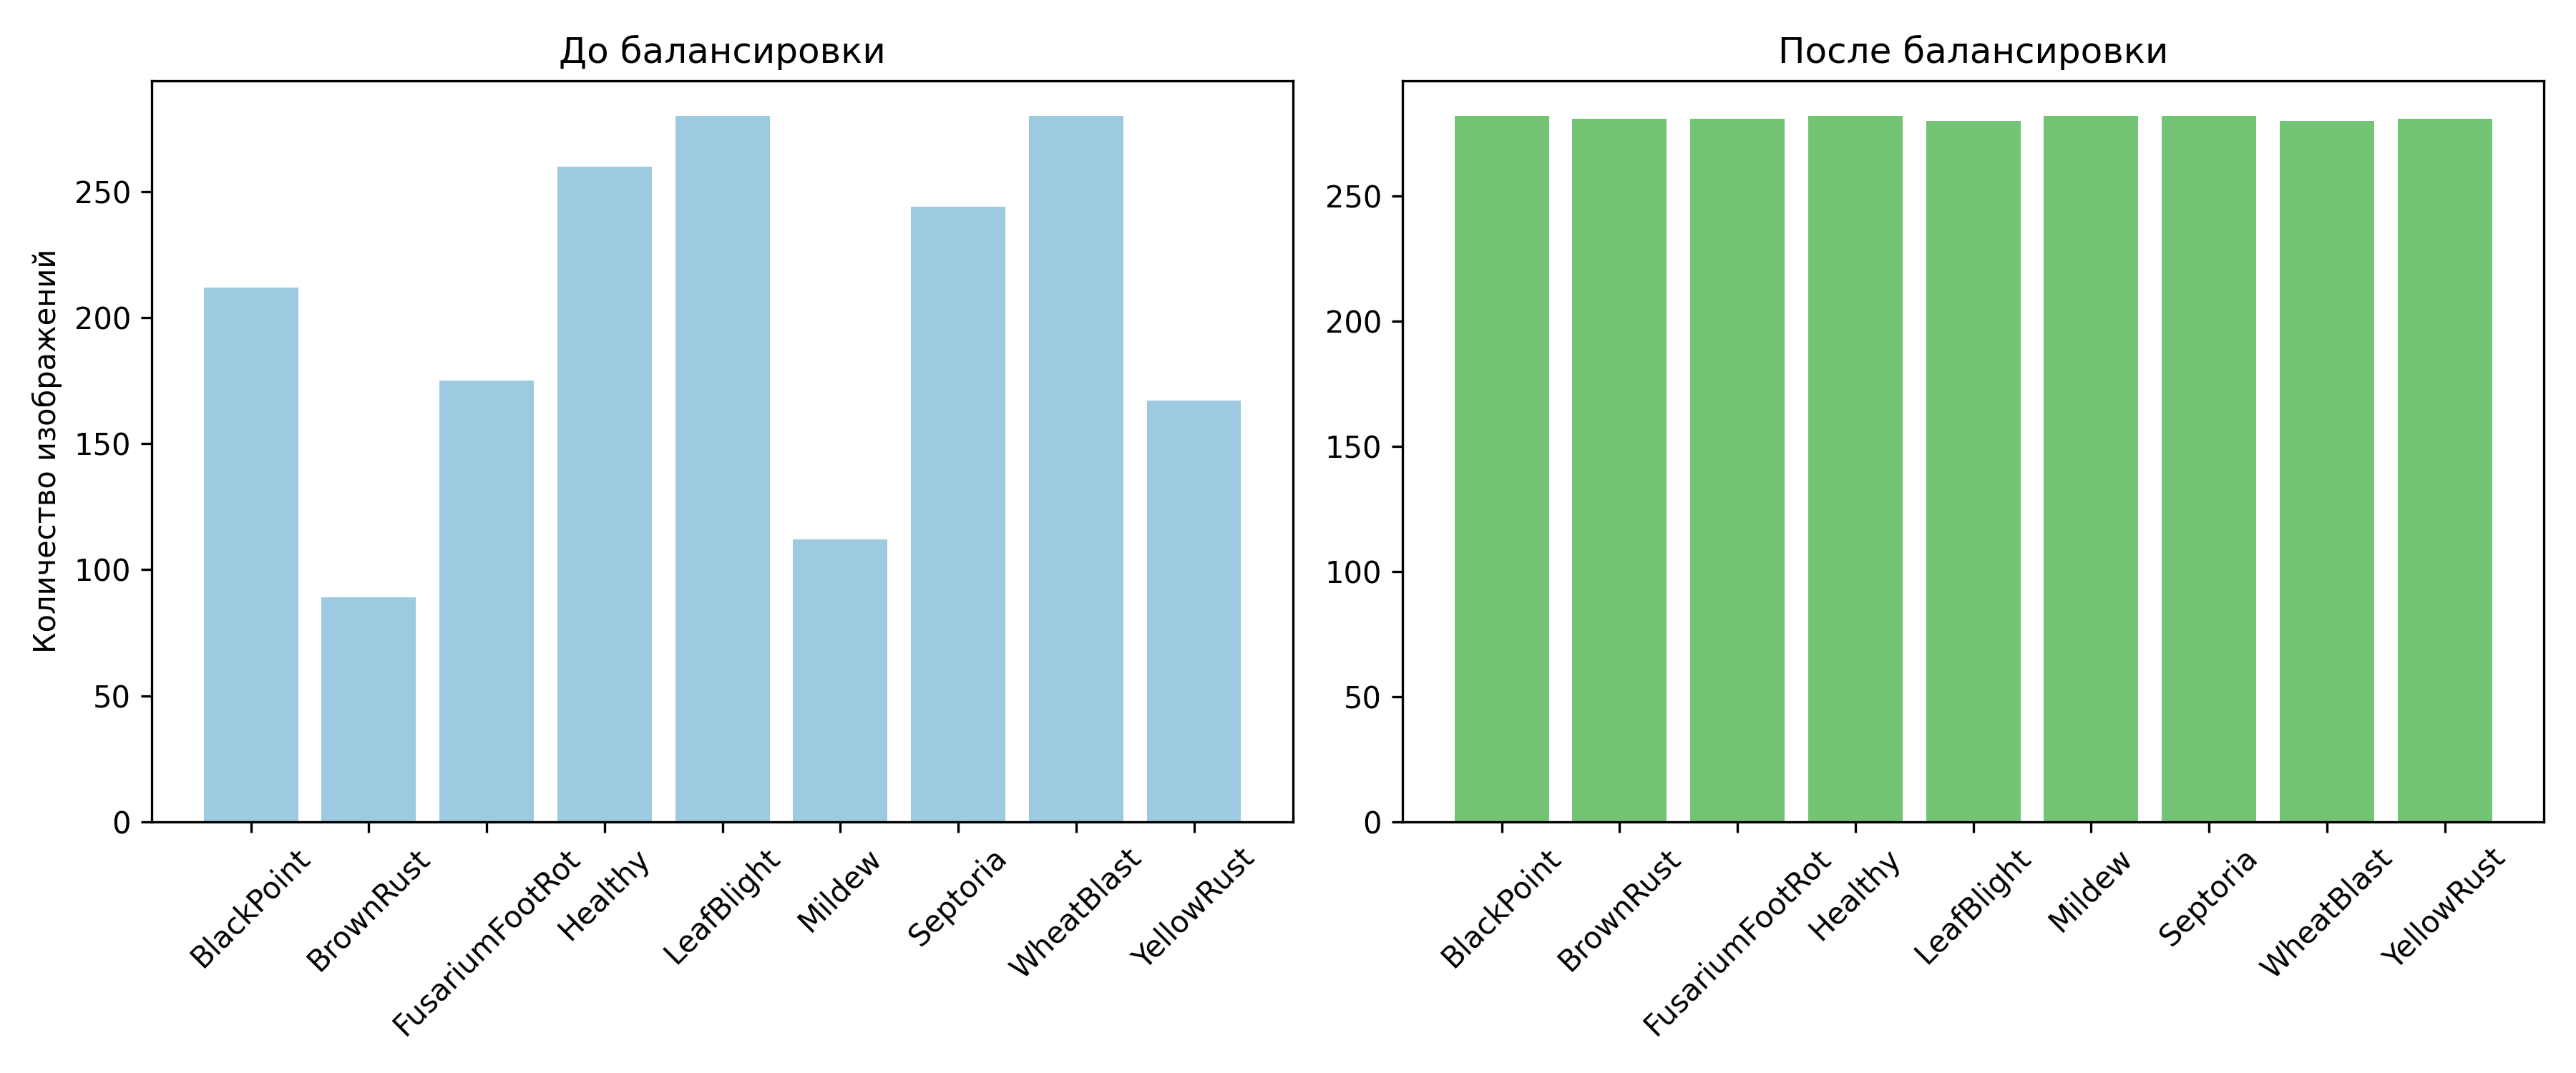 До балансировки
Количество изображений
250
200
150
100
50
0
BlackPoint
BrownRust
FusariumFootRot
Healthy
LeafBlight
Mildew
Septoria
WheatBlast
YellowRust
После балансировки
250
200
150
100
50
0
BlackPoint
BrownRust
FusariumFootRot
Healthy
LeafBlight
Mildew
Septoria
WheatBlast
YellowRust